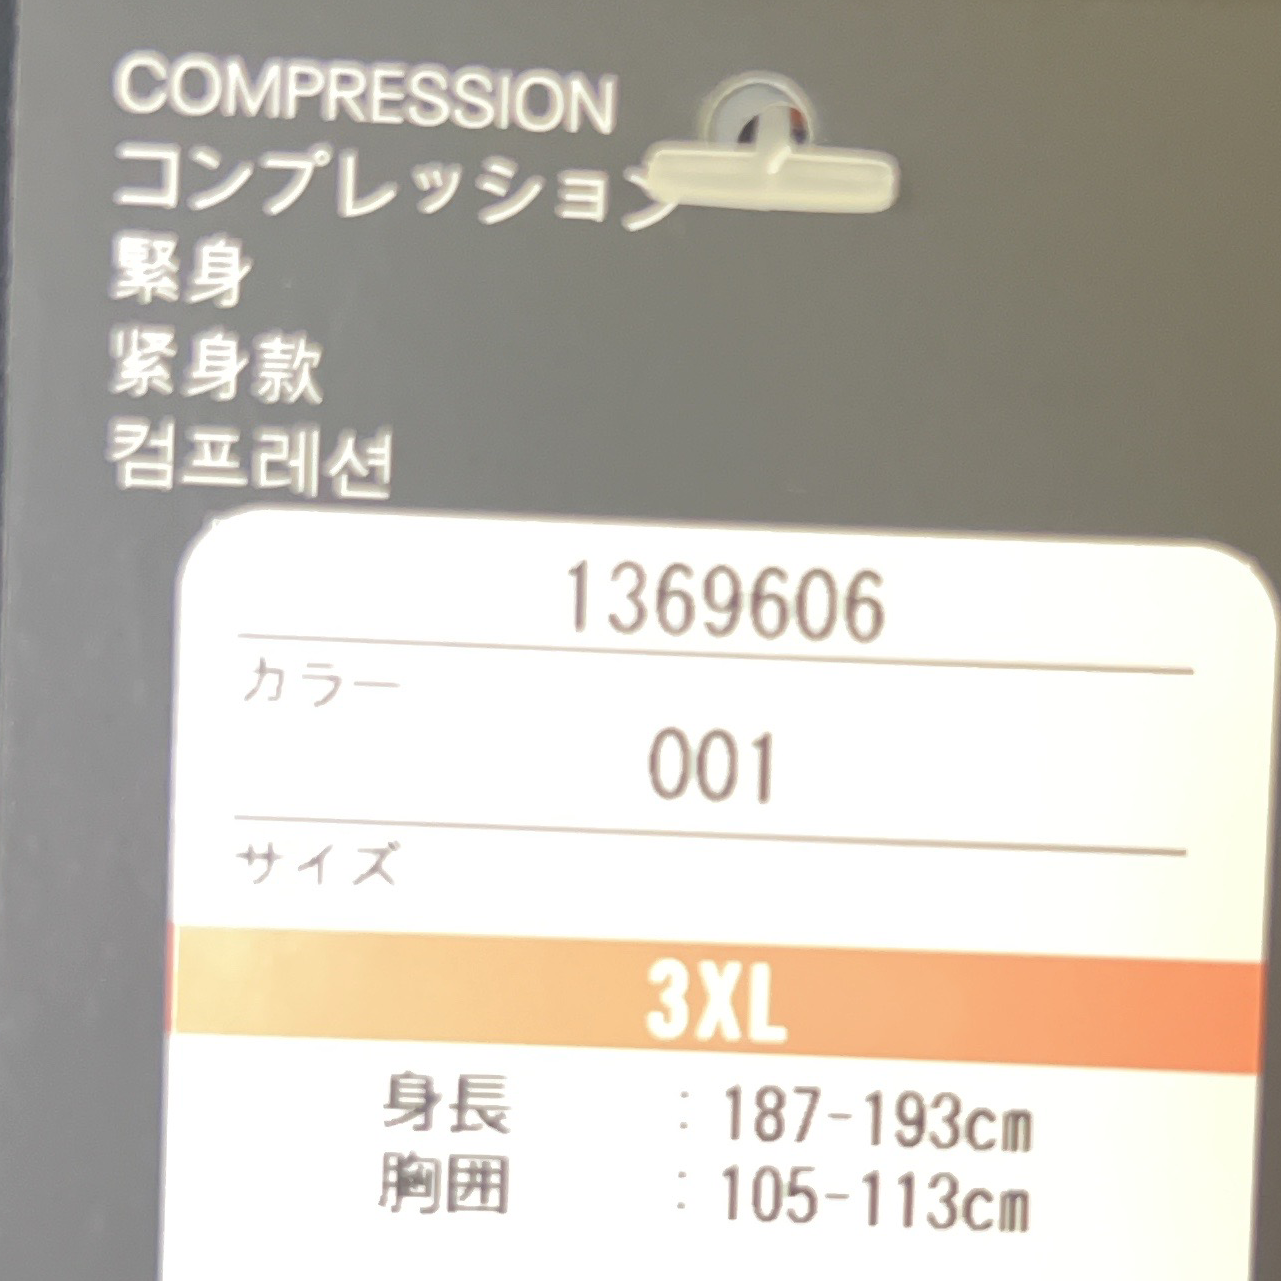 COMPRESSION
コンプレッション
緊身
紧身款
컴프레션
1369606
カラー
001
サイズ
3XL
身長 : 187-193cm
胸囲 : 105-113cm